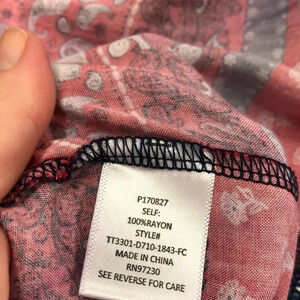 P170827
SELF:
100%RAYON
STYLE#
TT3301-D710-1843-FC
MADE IN CHINA
RN97230
SEE REVERSE FOR CARE